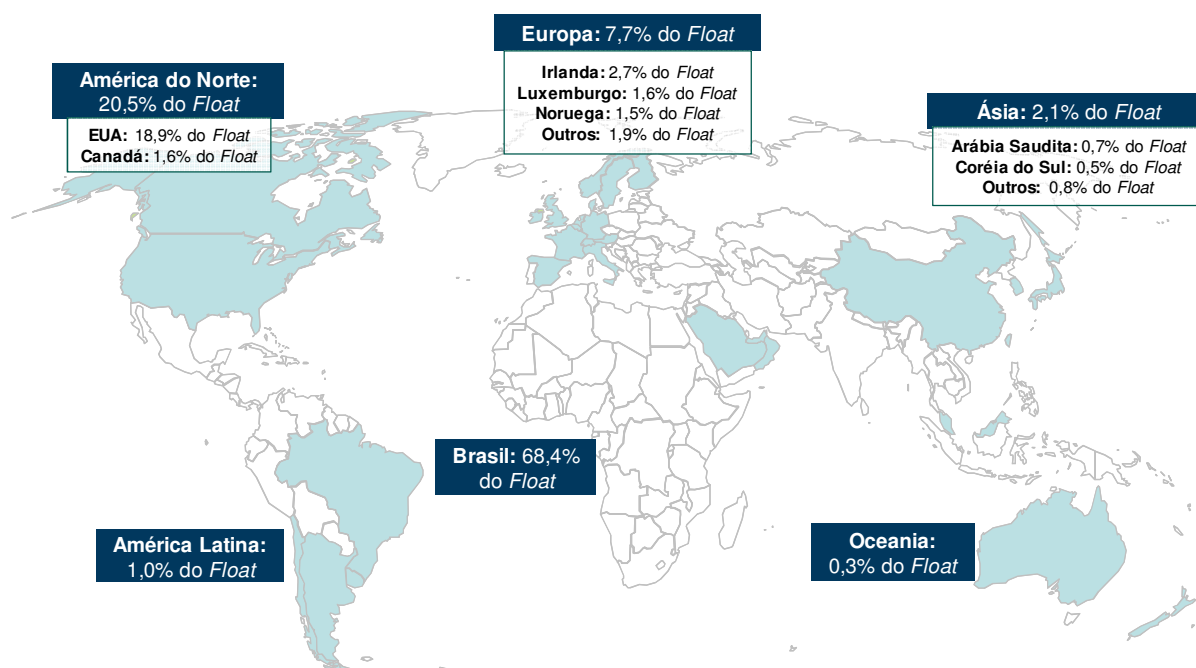 Europa: 7,7% do Float
Irlanda: 2,7% do Float
Luxemburgo: 1,6% do Float
Noruega: 1,5% do Float
Outros: 1,9% do Float
América do Norte:
20,5% do Float
EUA: 18,9% do Float
Canadá: 1,6% do Float
Ásia: 2,1% do Float
Arábia Saudita: 0,7% do Float
Coréia do Sul: 0,5% do Float
Outros: 0,8% do Float
Brasil: 68,4%
do Float
América Latina:
1,0% do Float
Oceania:
0,3% do Float